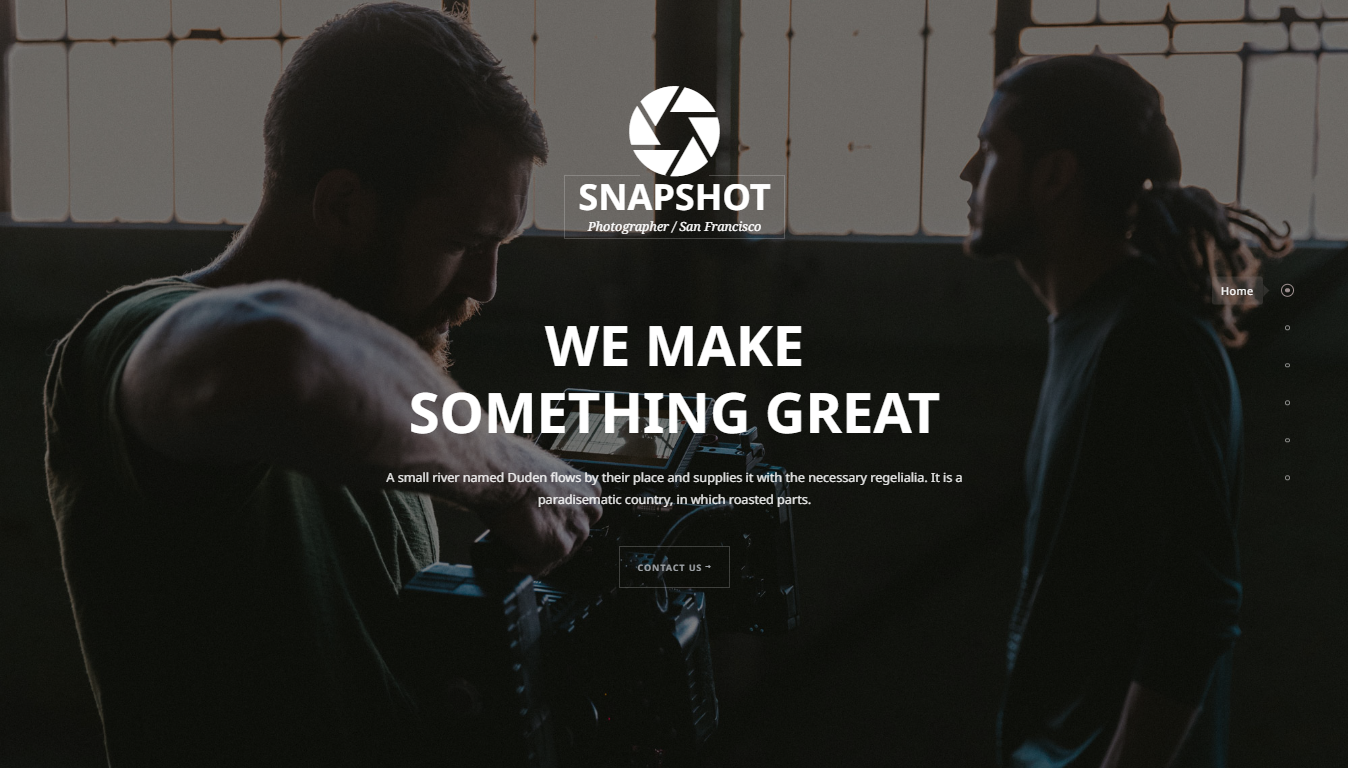 SNAPSHOT
Photographer / San Francisco
Home
WE MAKE
SOMETHING GREAT
A small river named Duden flows by their place and supplies it with the necessary regelialia. It is a
paradisematic country, in which roasted parts.
CONTACT US →